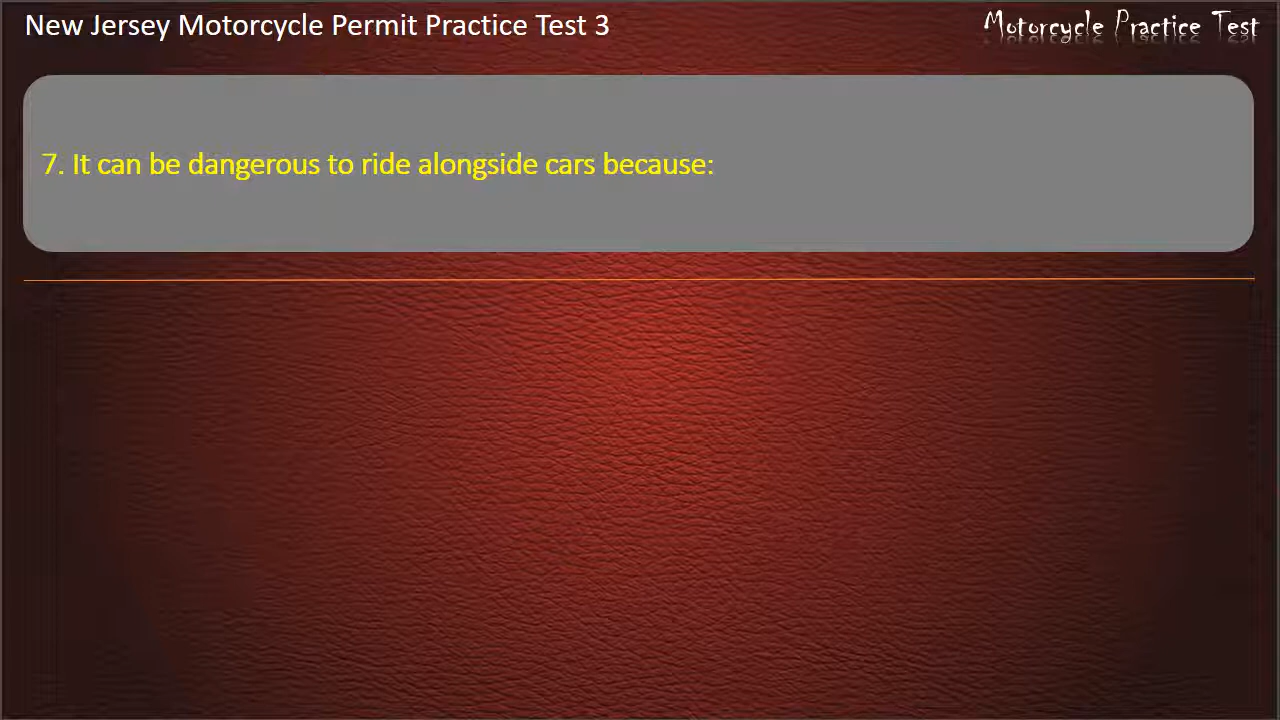 New Jersey Motorcycle Permit Practice Test 3
Motorcycle Practice Test
7. It can be dangerous to ride alongside cars because: